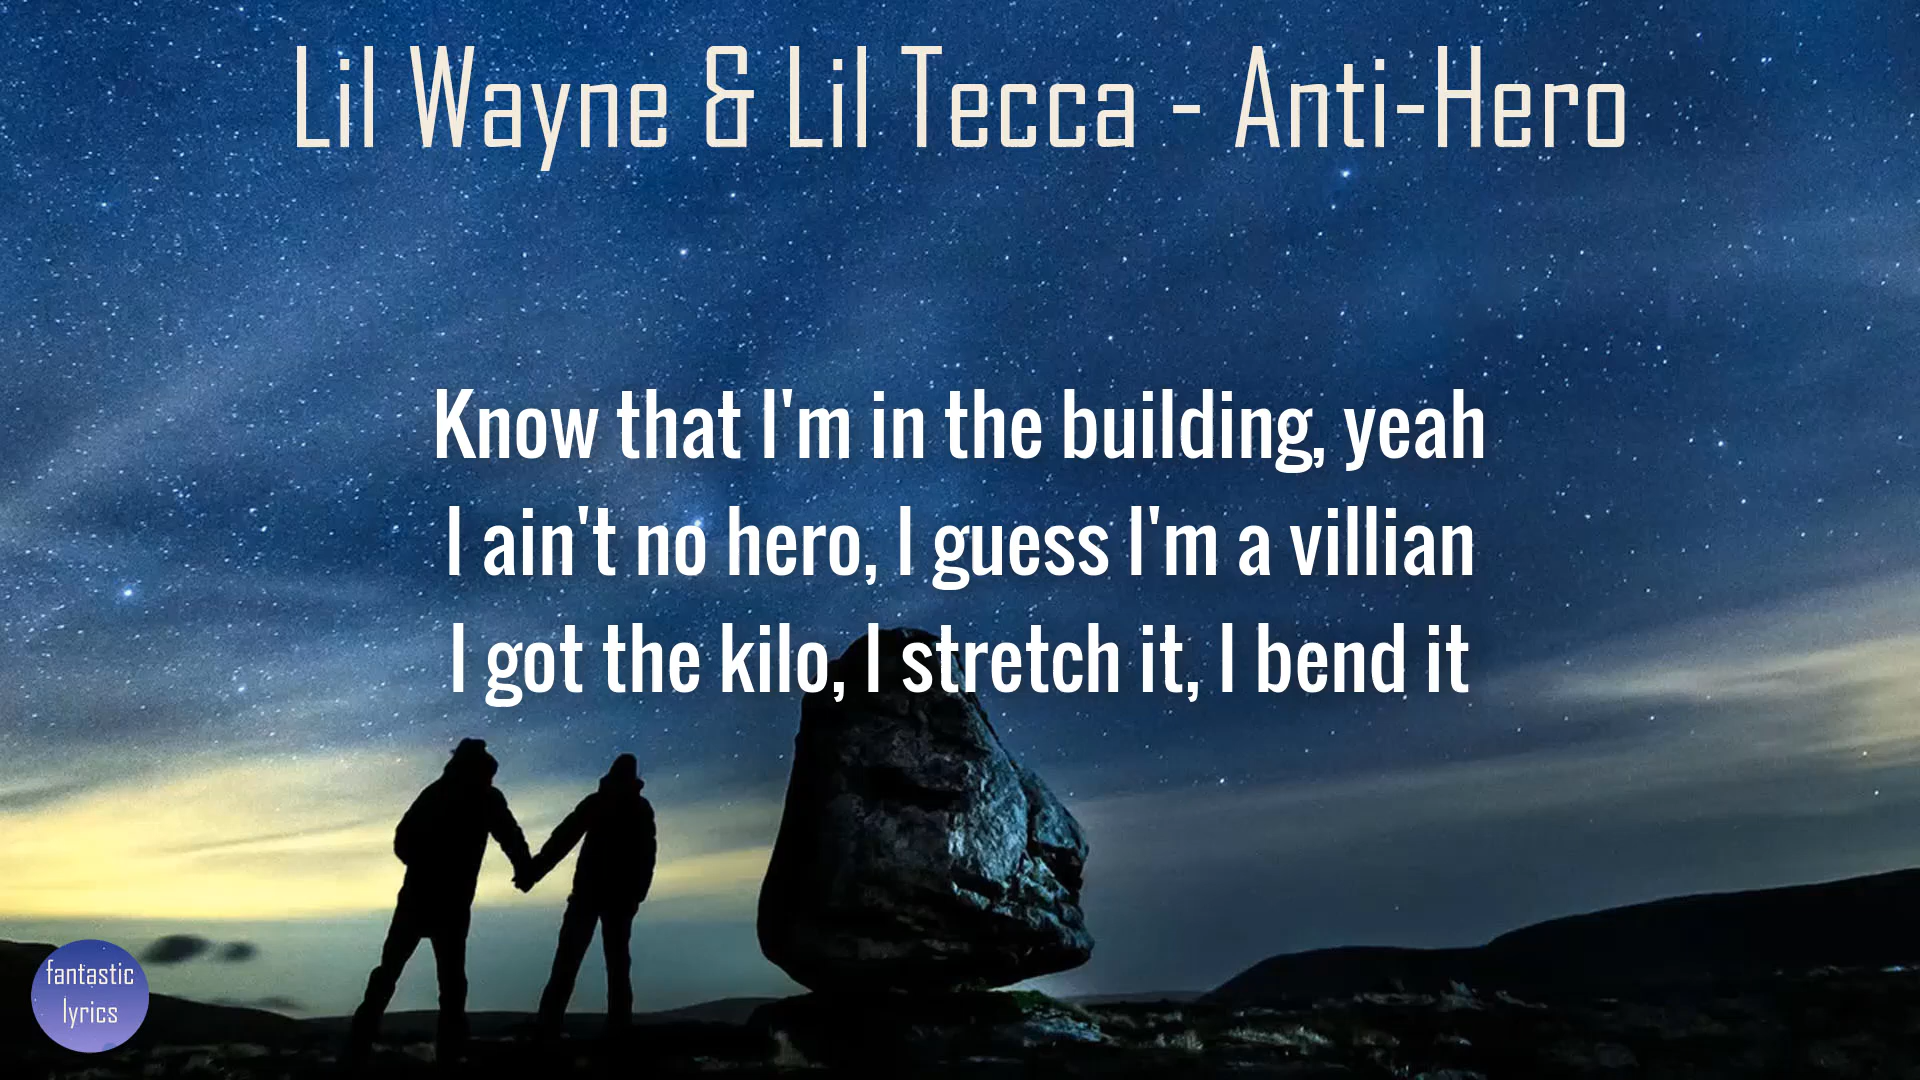 Lil Wayne & Lil Tecca - Anti-Hero
Know that I'm in the building, yeah
I ain't no hero, I guess I'm a villian
I got the kilo, I stretch it, I bend it
fantastic
lyrics